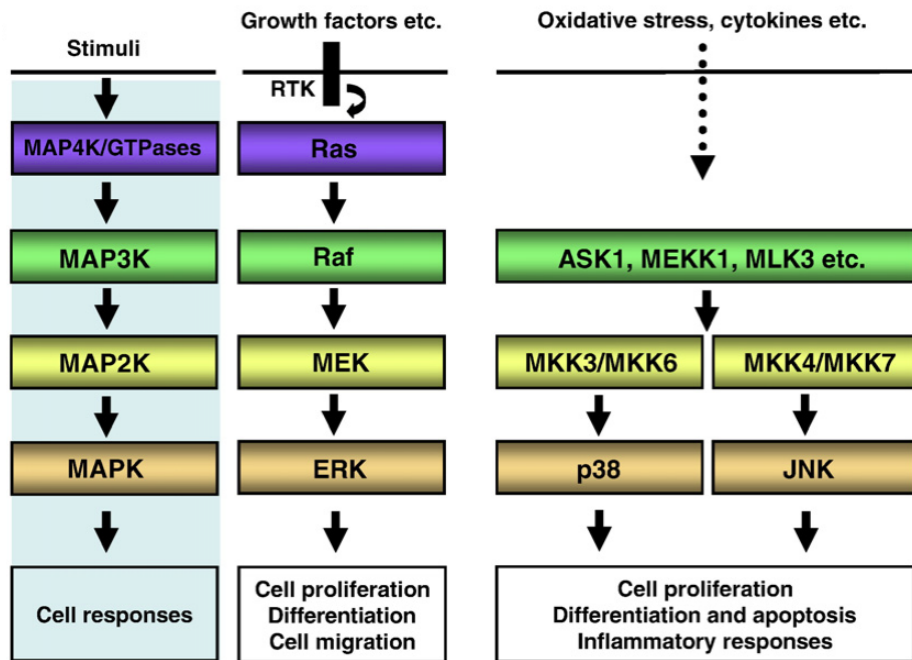 Stimuli
MAP4K/GTPases
MAP3K
MAP2K
MAPK
Cell responses
Growth factors etc.
RTK
Ras
Raf
MEK
ERK
Cell proliferation
Differentiation
Cell migration
Oxidative stress, cytokines etc.
ASK1, MEKK1, MLK3 etc.
MKK3/MKK6
MKK4/MKK7
p38
JNK
Cell proliferation
Differentiation and apoptosis
Inflammatory responses